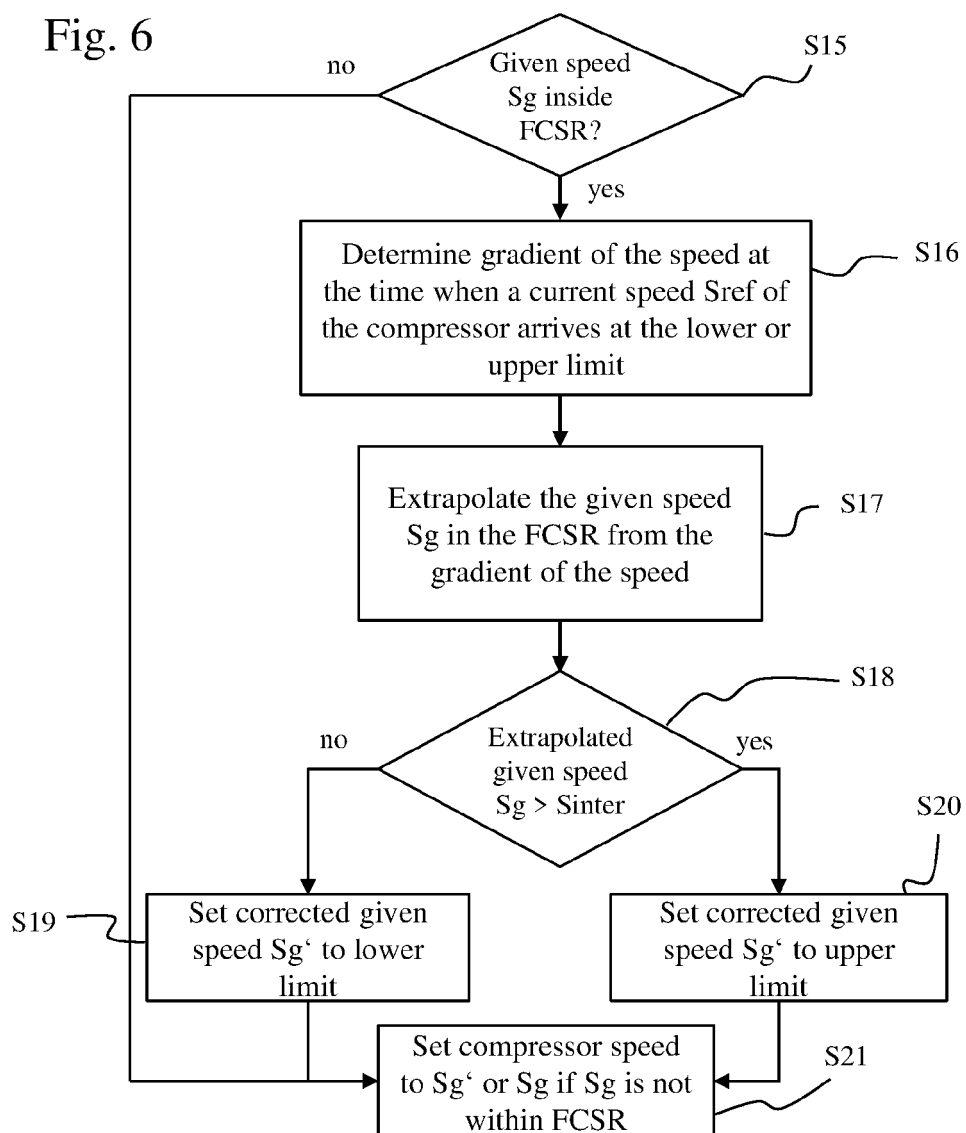 Fig. 6
no
Given speed
Sg inside
FCSR?
S15
yes
Determine gradient of the speed at
the time when a current speed Sref of
the compressor arrives at the lower or
upper limit
S16
Extrapolate the given speed
Sg in the FCSR from the
gradient of the speed
S17
S18
no
Extrapolated
given speed
Sg > Sinter
yes
S20
S19
Set corrected given
speed Sg‘ to lower
limit
Set corrected given
speed Sg‘ to upper
limit
Set compressor speed
to Sg‘ or Sg if Sg is not
within FCSR
S21